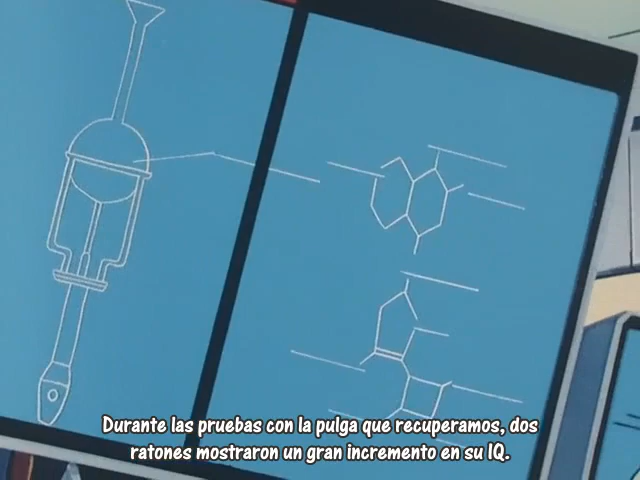 Durante las pruebas con la pulga que recuperamos, dos
ratones mostraron un gran incremento en su IQ.